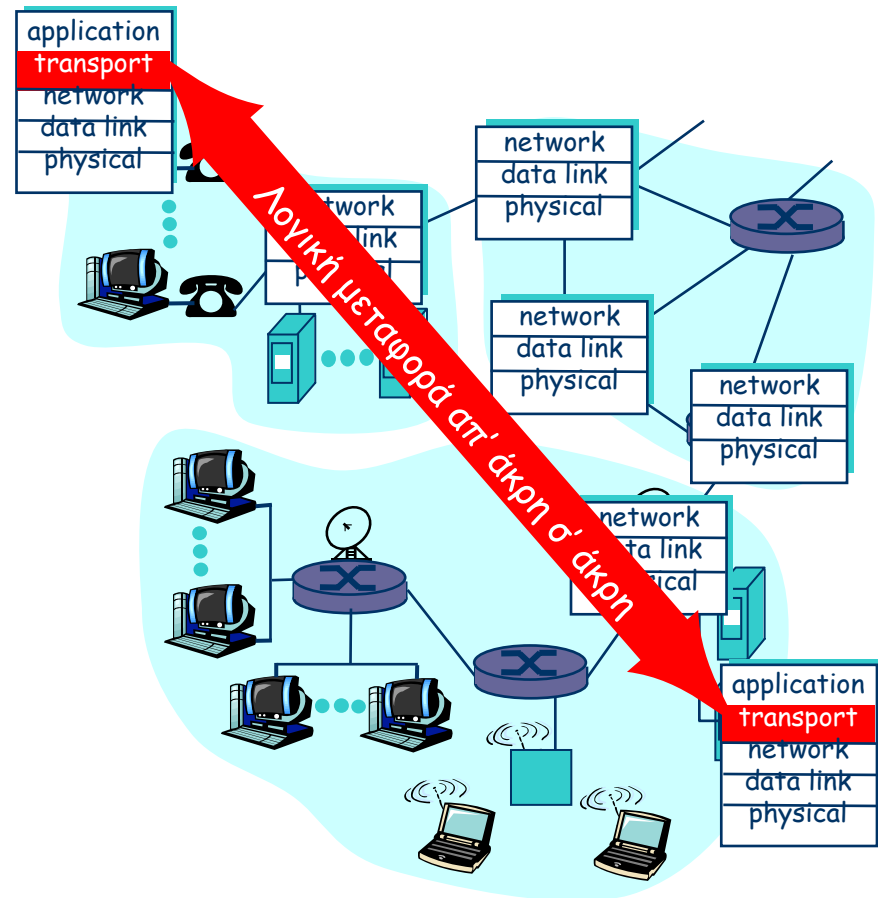 application
transport
network
data link
physical
network
data link
physical
Λογική μεταφορά απ' άκρη σ' άκρη
network
data link
physical
network
data link
physical
network
data link
physical
application
transport
network
data link
physical